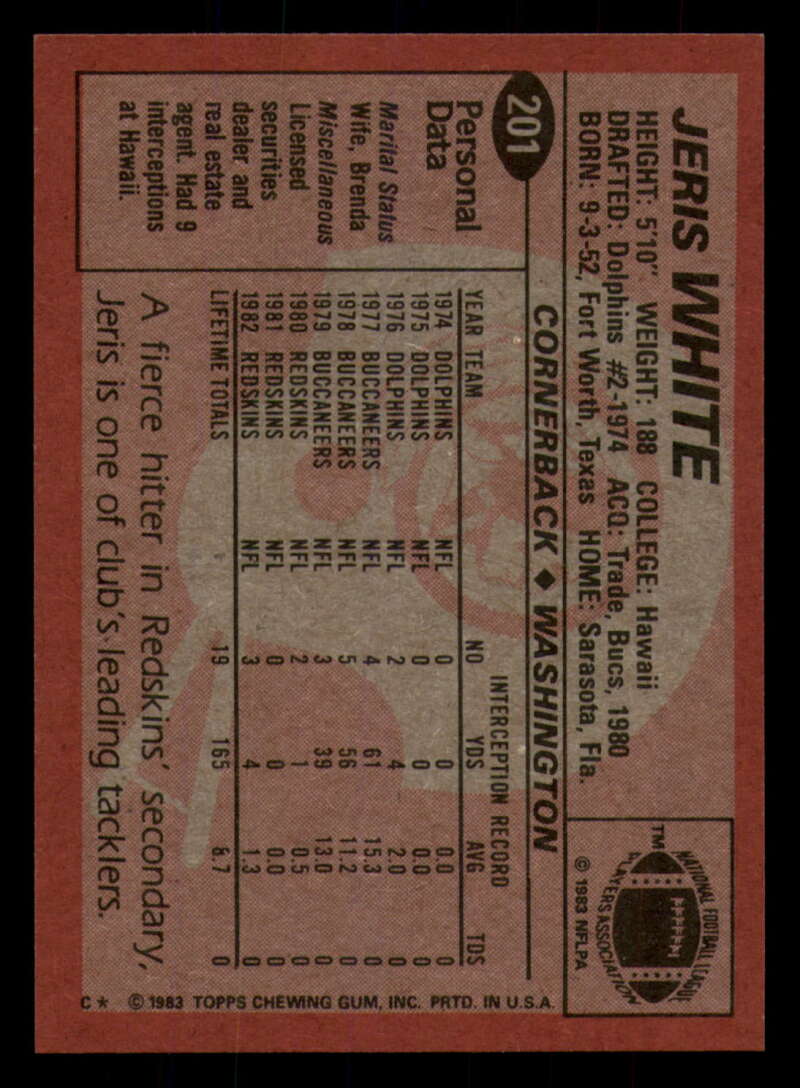 JERIS WHITE
HEIGHT: 5'10" WEIGHT: 188 COLLEGE: Hawaii
DRAFTED: Dolphins #2-1974 ACQ: Trade, Bucs, 1980
BORN: 9-3-52, Fort Worth, Texas HOME: Sarasota, Fla.
NATIONAL FOOTBALL LEAGUE
PLAYERS ASSOCIATION
TM
© 1983 NFLPA
201
CORNERBACK ♦ WASHINGTON
Personal
Data
Marital Status
Wife, Brenda
Miscellaneous
Licensed
securities
dealer and
real estate
agent. Had 9
interceptions
at Hawaii.
INTERCEPTION RECORD
YEAR TEAM NO YDS AVG TDS
1974 DOLPHINS NFL 0 0 0.0 0
1975 DOLPHINS NFL 0 0 0.0 0
1976 DOLPHINS NFL 2 4 2.0 0
1977 BUCCANEERS NFL 4 61 15.3 0
1978 BUCCANEERS NFL 5 56 11.2 0
1979 BUCCANEERS NFL 3 39 13.0 0
1980 REDSKINS NFL 2 1 0.5 0
1981 REDSKINS NFL 0 0 0.0 0
1982 REDSKINS NFL 3 4 1.3 0
LIFETIME TOTALS 19 165 8.7 0
A fierce hitter in Redskins' secondary,
Jeris is one of club's leading tacklers.
C* © 1983 TOPPS CHEWING GUM, INC. PRTD. IN U.S.A.